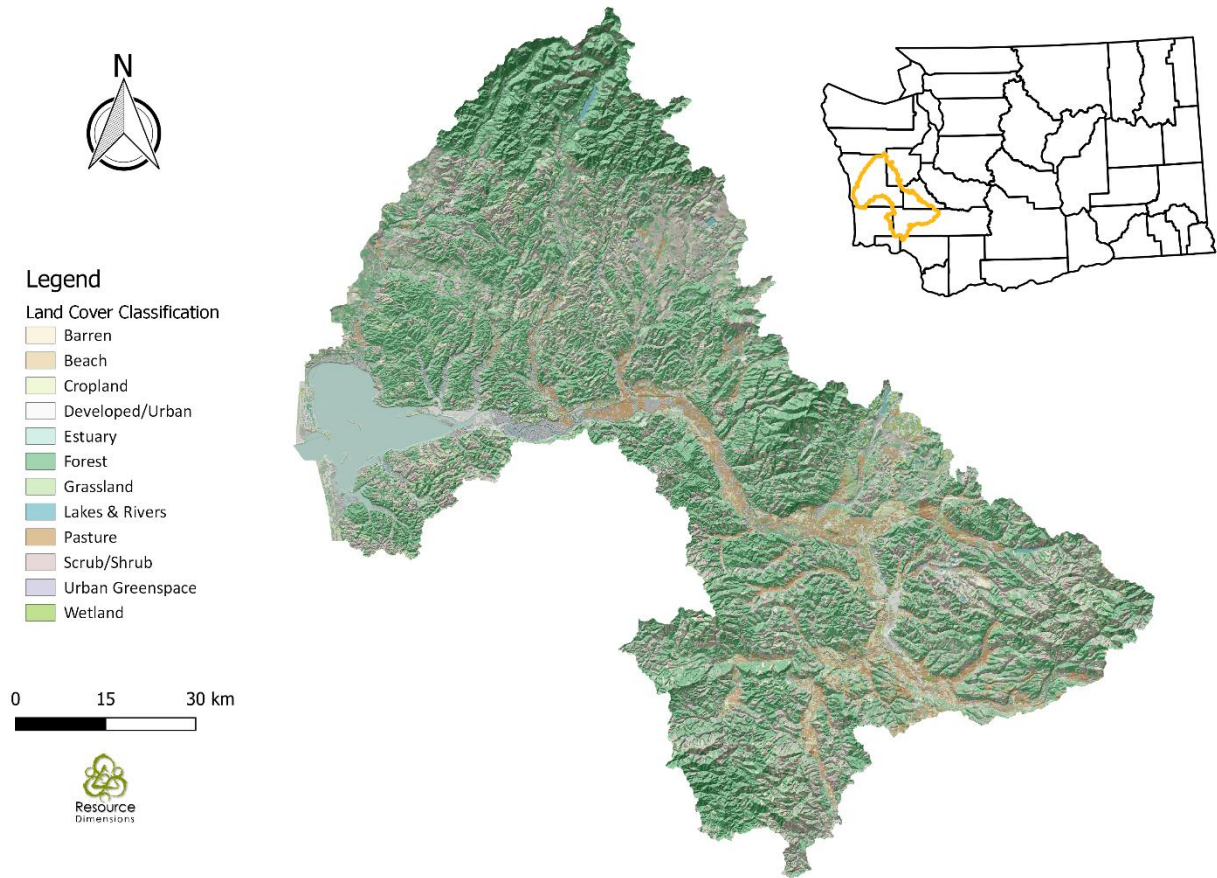 N
Legend
Land Cover Classification
Barren
Beach
Cropland
Developed/Urban
Estuary
Forest
Grassland
Lakes & Rivers
Pasture
Scrub/Shrub
Urban Greenspace
Wetland
0 15 30 km
Resource
Dimensions